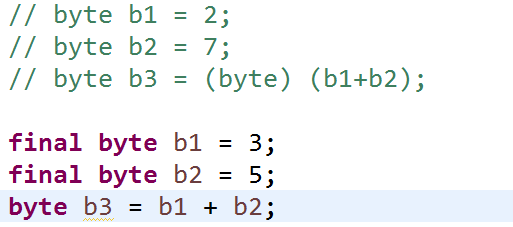 // byte b1 = 2;
// byte b2 = 7;
// byte b3 = (byte) (b1+b2);
final byte b1 = 3;
final byte b2 = 5;
byte b3 = b1 + b2;